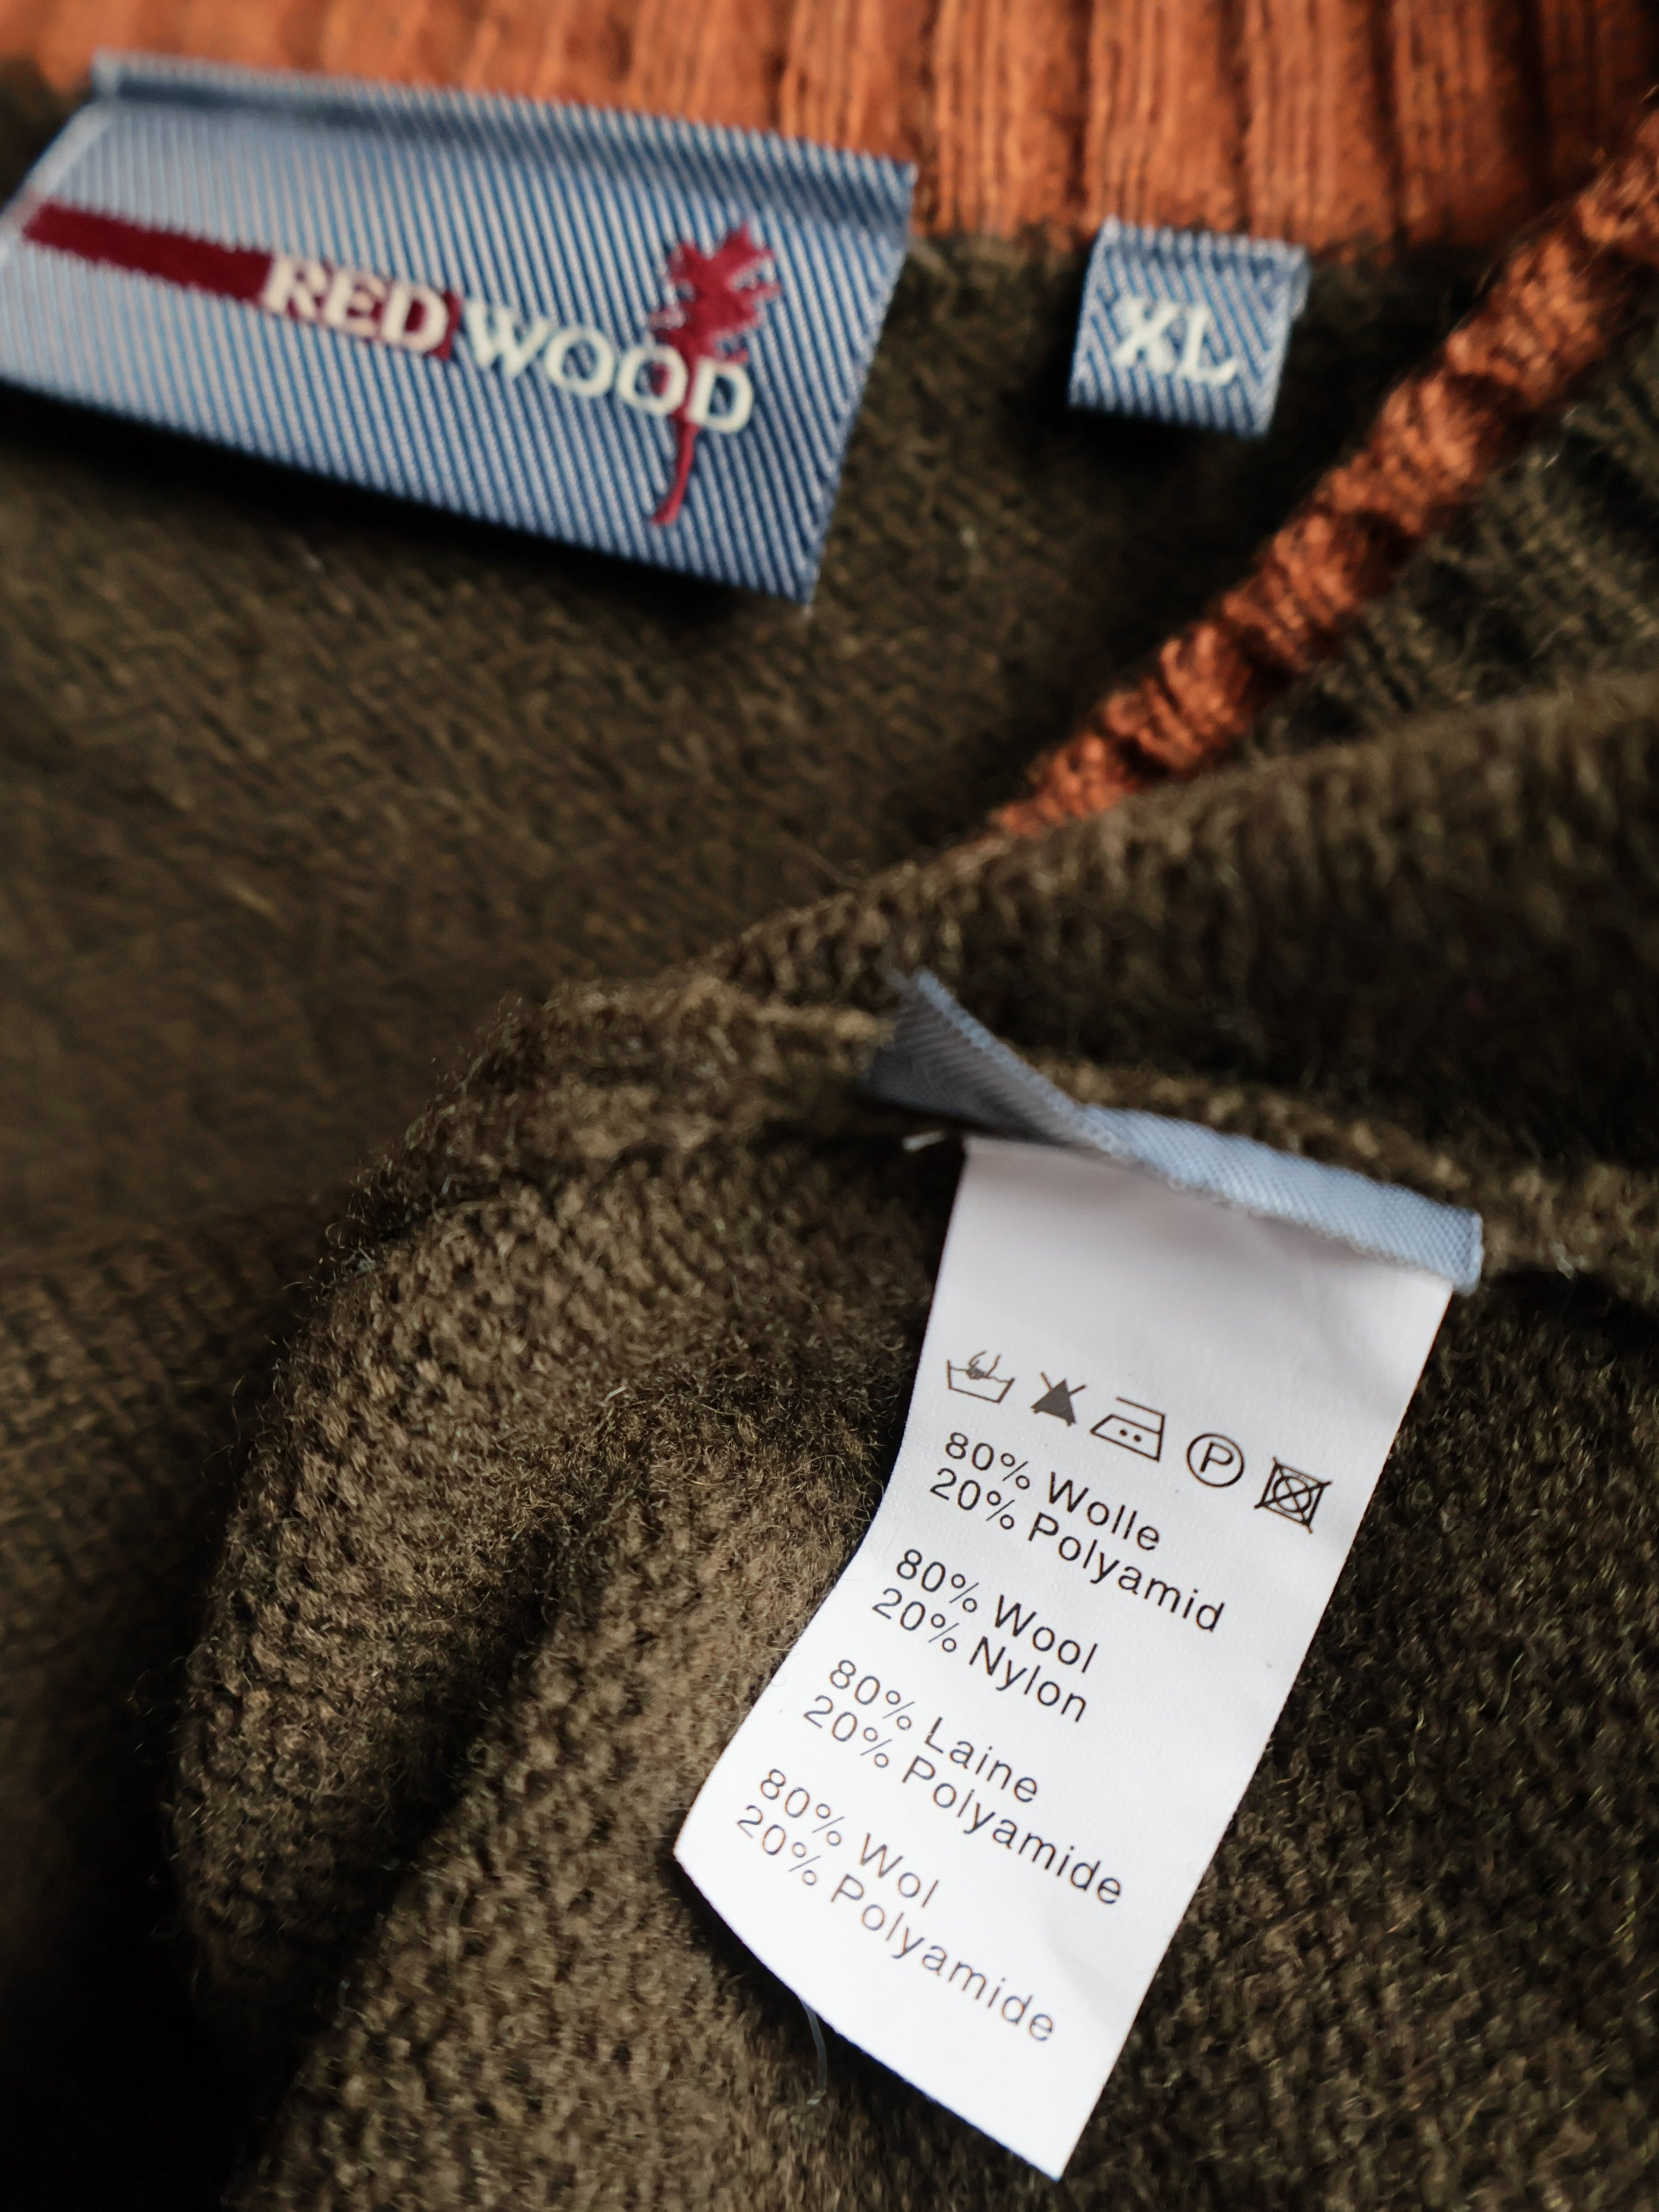 RED WOOD
XL
P
80% Wolle
20% Polyamid
80% Wool
20% Nylon
80% Laine
20% Polyamide
80% Wol
20% Polyamide